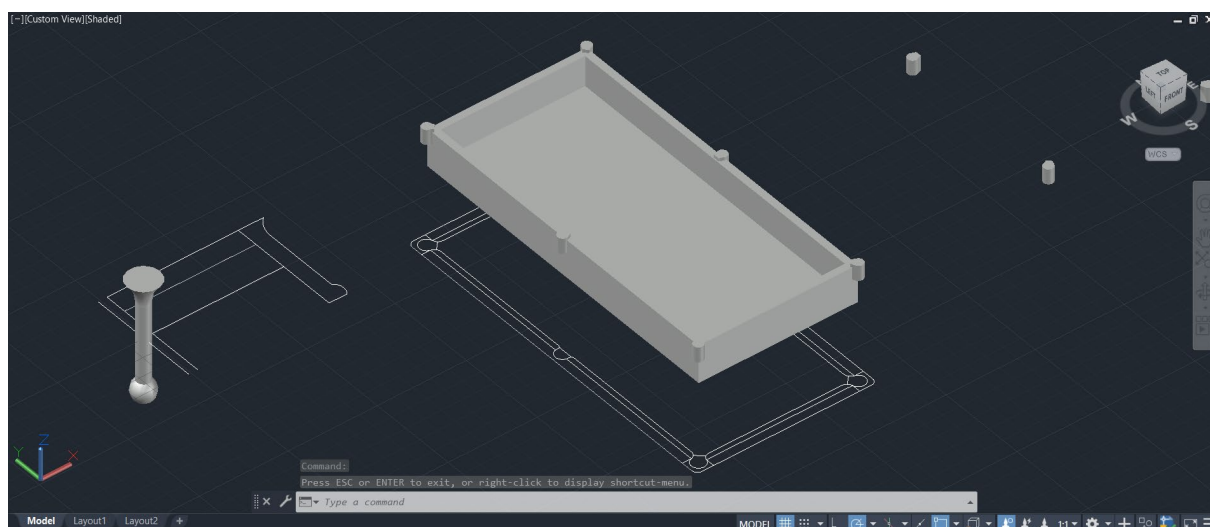 [-][Custom View][Shaded]
TOP
LEFT
FRONT
E
W
S
WCS
Z
Y
X
Command:
Press ESC or ENTER to exit, or right-click to display shortcut-menu.
Type a command
Model Layout1 Layout2 +
MODEL
1:1